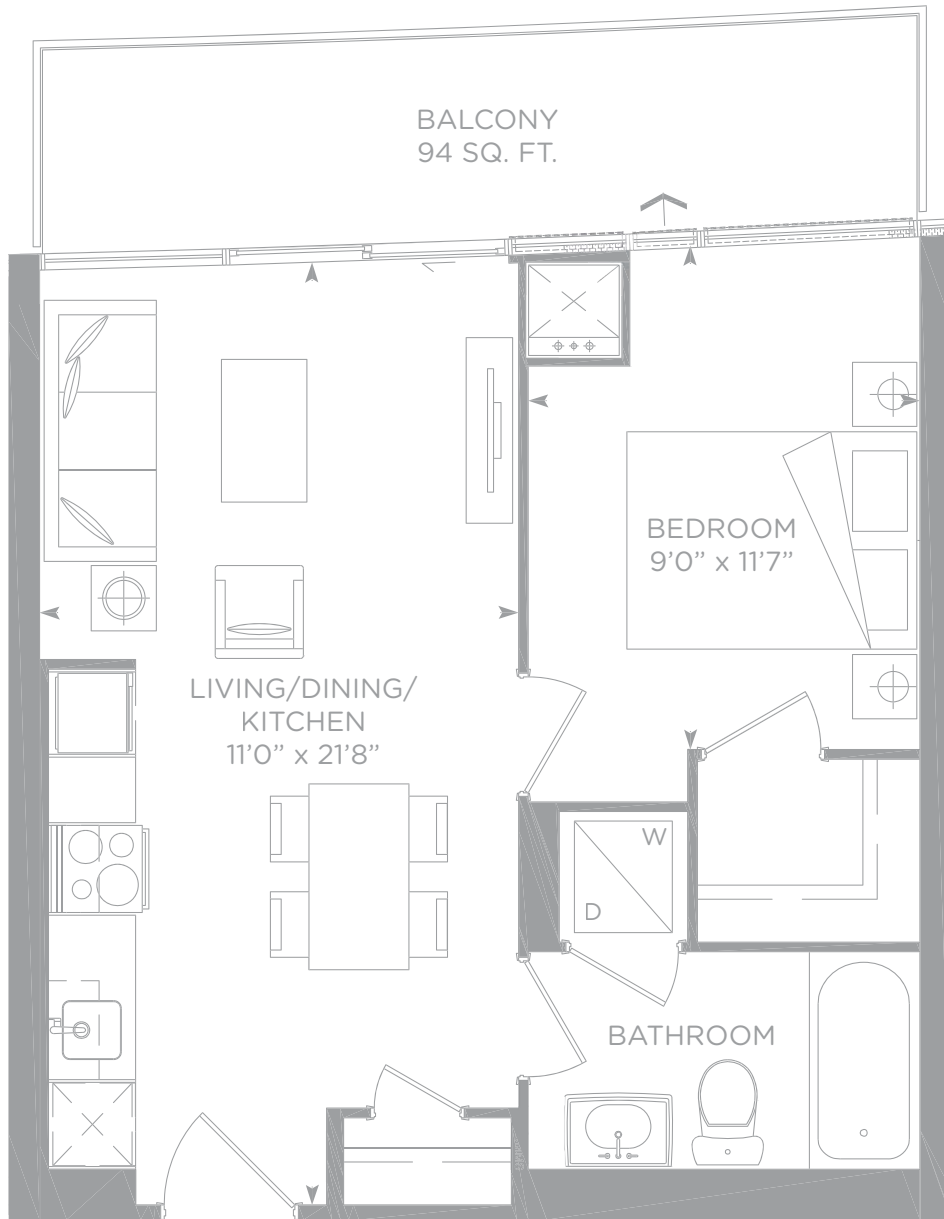 BALCONY
94 SQ. FT.
BEDROOM
9’0” x 11’7”
LIVING/DINING/
KITCHEN
11’0” x 21’8”
W
D
BATHROOM